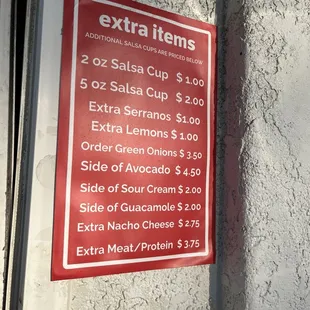 extra items
ADDITIONAL SALSA CUPS ARE PRICED BELOW
2 oz Salsa Cup $1.00
5 oz Salsa Cup $2.00
Extra Serranos $1.00
Extra Lemons $1.00
Order Green Onions $3.50
Side of Avocado $4.50
Side of Sour Cream $2.00
Side of Guacamole $2.00
Extra Nacho Cheese $2.75
Extra Meat/Protein $3.75